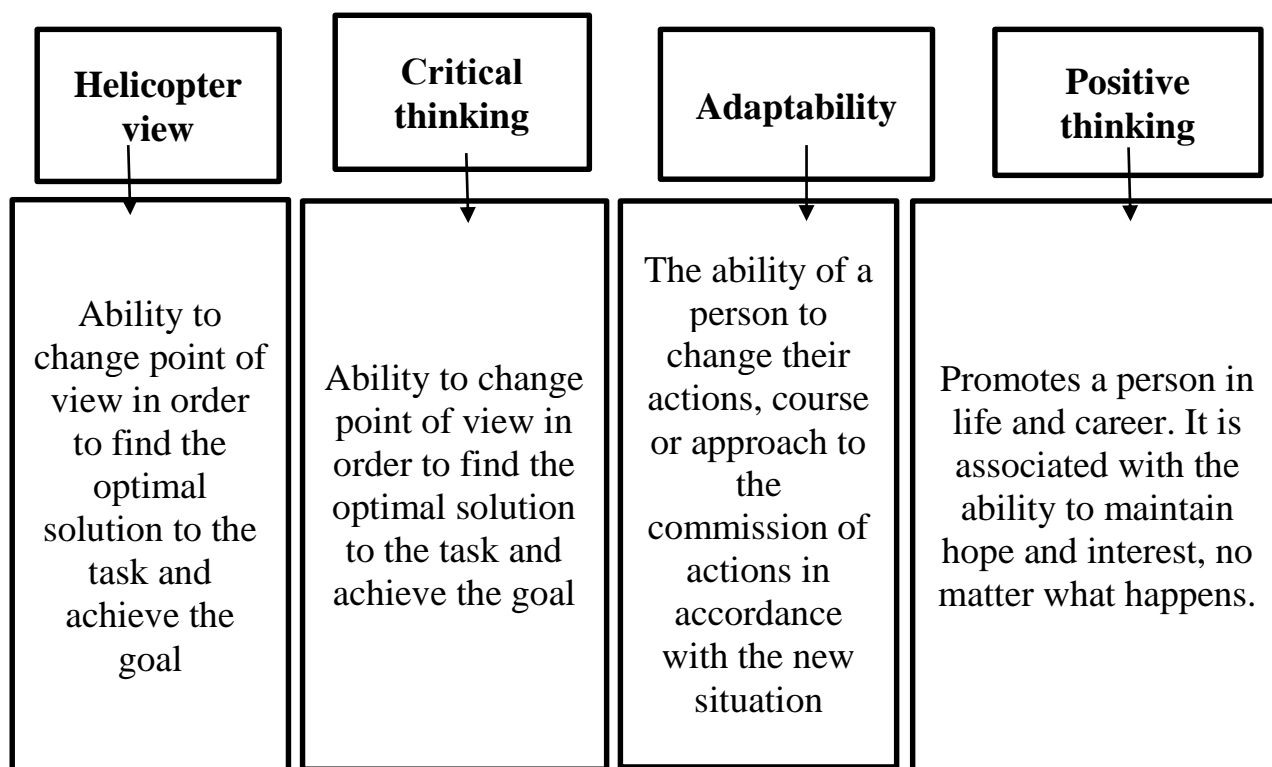 Helicopter
view
Critical
thinking
Adaptability
Positive
thinking
Ability to
change point of
view in order
to find the
optimal
solution to the
task and
achieve the
goal
Ability to change
point of view in
order to find the
optimal solution
to the task and
achieve the goal
The ability of a
person to
change their
actions, course
or approach to
the
commission of
actions in
accordance
with the new
situation
Promotes a person in
life and career. It is
associated with the
ability to maintain
hope and interest, no
matter what happens.